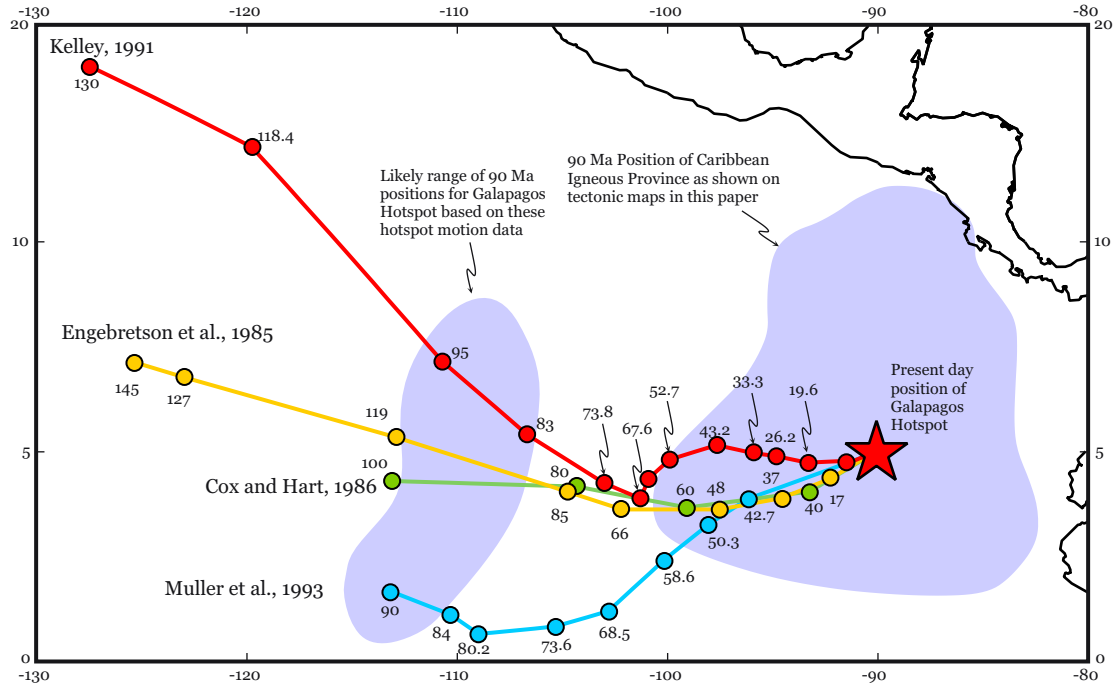 -130 -120 -110 -100 -90 -80
20 20
Kelley, 1991
130
118.4
90 Ma Position of Caribbean
Igneous Province as shown on
tectonic maps in this paper
Likely range of 90 Ma
positions for Galapagos
Hotspot based on these
hotspot motion data
10 10
Engebretson et al., 1985
145
127
119
95
83
73.8
67.6
52.7
43.2
33.3
26.2
19.6
Present day
position of
Galapagos
Hotspot
5 5
100
Cox and Hart, 1986
80
85
66
60
48
37
42.7
40
17
50.3
58.6
Muller et al., 1993
90
84
80.2
73.6
68.5
0 0
-130 -120 -110 -100 -90 -80